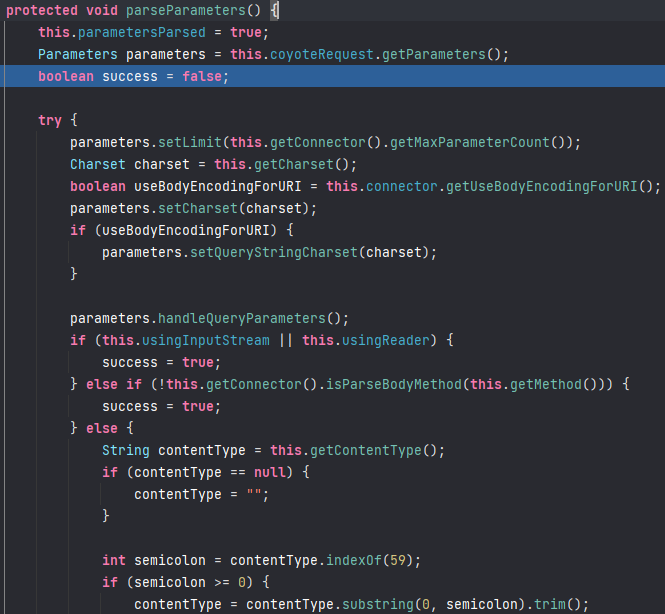 protected void parseParameters() {
    this.parametersParsed = true;
    Parameters parameters = this.coyoteRequest.getParameters();
    boolean success = false;

    try {
        parameters.setLimit(this.getConnector().getMaxParameterCount());
        Charset charset = this.getCharset();
        boolean useBodyEncodingForURI = this.connector.getUseBodyEncodingForURI();
        parameters.setCharset(charset);
        if (useBodyEncodingForURI) {
            parameters.setQueryStringCharset(charset);
        }

        parameters.handleQueryParameters();
        if (this.usingInputStream || this.usingReader) {
            success = true;
        } else if (!this.getConnector().isParseBodyMethod(this.getMethod())) {
            success = true;
        } else {
            String contentType = this.getContentType();
            if (contentType == null) {
                contentType = "";
            }

            int semicolon = contentType.indexOf(59);
            if (semicolon >= 0) {
                contentType = contentType.substring(0, semicolon).trim();